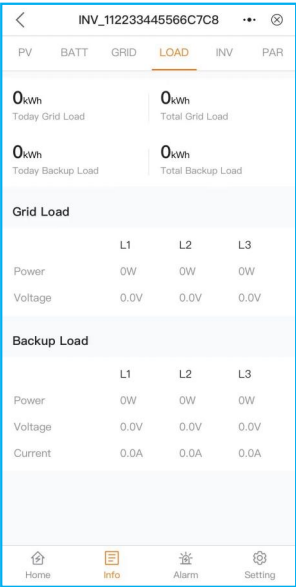 INV_112233445566C7C8
PV BATT GRID LOAD INV PAR
0kWh 0kWh
Today Grid Load Total Grid Load
0kWh 0kWh
Today Backup Load Total Backup Load
Grid Load
L1 L2 L3
Power 0W 0W 0W
Voltage 0.0V 0.0V 0.0V
Backup Load
L1 L2 L3
Power 0W 0W 0W
Voltage 0.0V 0.0V 0.0V
Current 0.0A 0.0A 0.0A
Home Info Alarm Setting